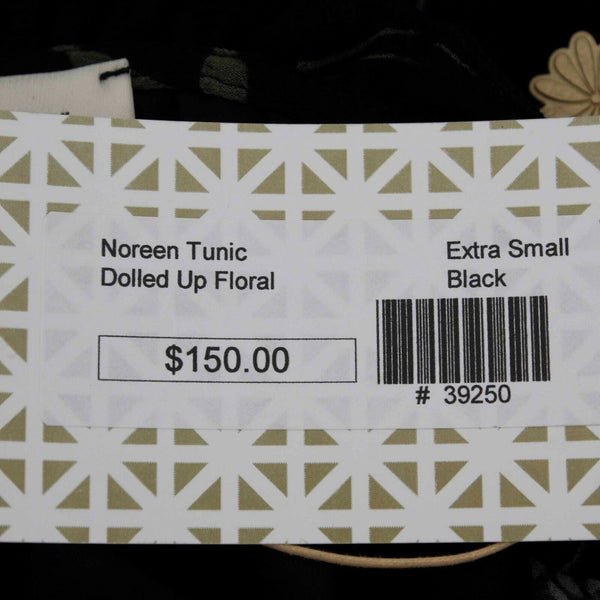 Noreen Tunic
Dolled Up Floral
Extra Small
Black
$150.00
# 39250